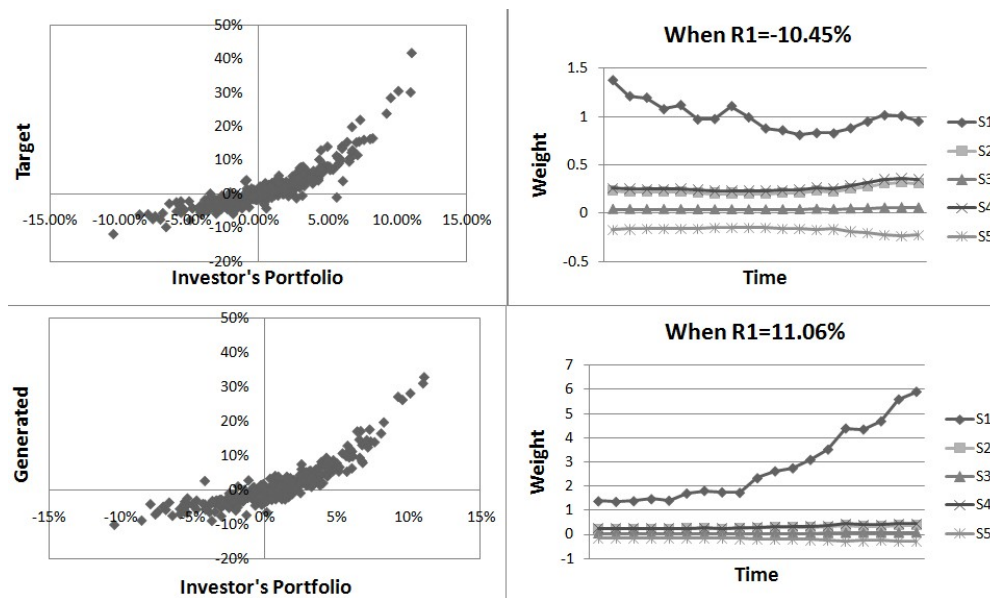 50%
40%
30%
20%
10%
0%
-10%
-20%
-15.00%
-10.00%
-5.00%
0.00%
5.00%
10.00%
15.00%
Target
Investor's Portfolio
When R1=-10.45%
1.5
1
0.5
0
-0.5
Weight
Time
S1
S2
S3
S4
S5
50%
40%
30%
20%
10%
0%
-10%
-20%
-15%
-10%
-5%
0%
5%
10%
15%
Generated
Investor's Portfolio
When R1=11.06%
7
6
5
4
3
2
1
0
-1
Weight
Time
S1
S2
S3
S4
S5